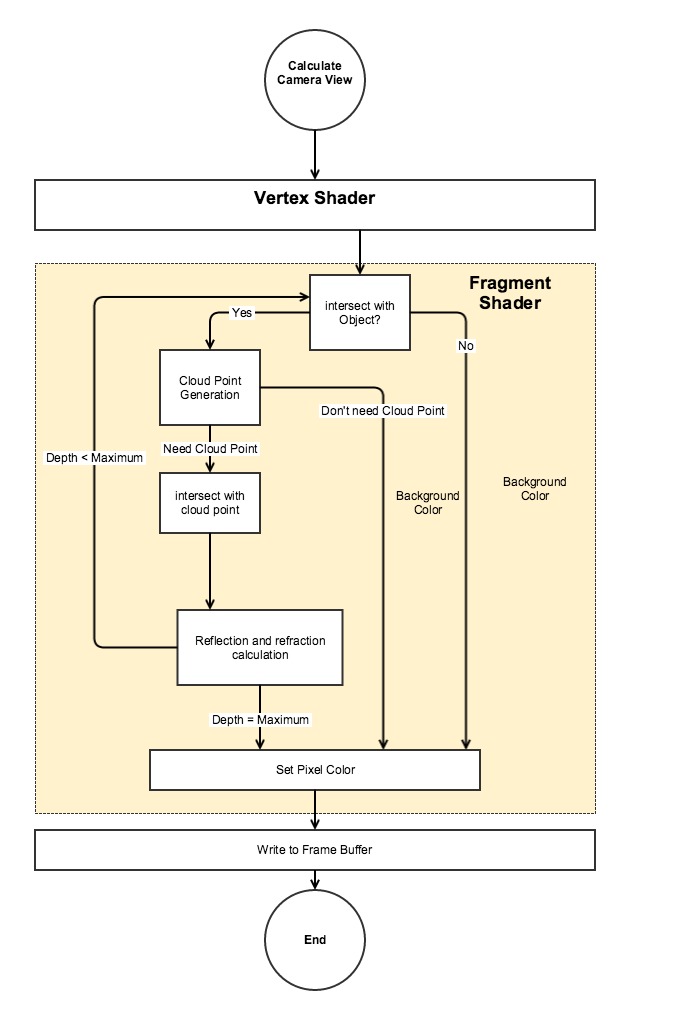 Calculate
Camera View
Vertex Shader
Fragment
Shader
intersect with
Object?
Yes
No
Cloud Point
Generation
Don't need Cloud Point
Need Cloud Point
Depth < Maximum
intersect with
cloud point
Background
Color
Background
Color
Reflection and refraction
calculation
Depth = Maximum
Set Pixel Color
Write to Frame Buffer
End